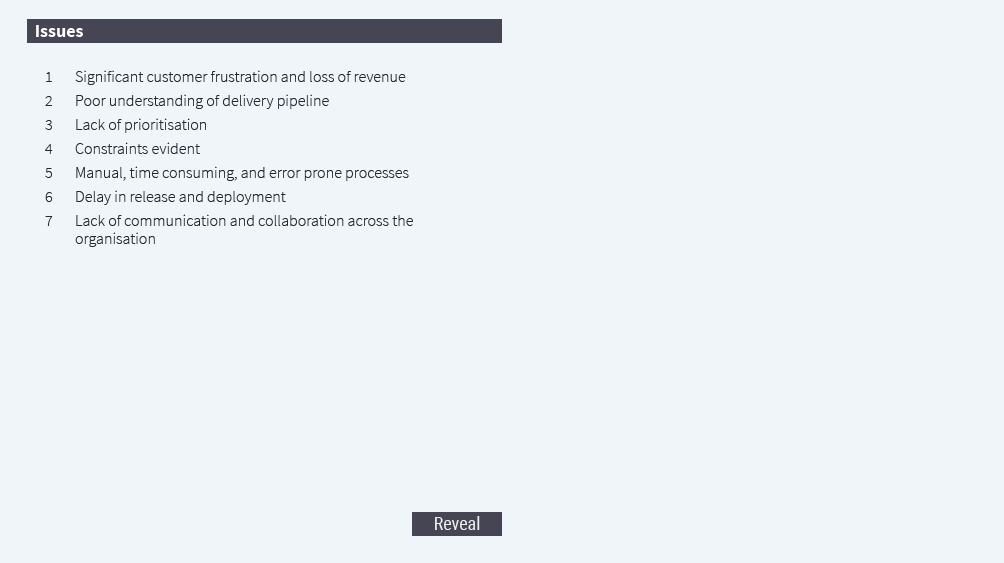 Issues
1 Significant customer frustration and loss of revenue
2 Poor understanding of delivery pipeline
3 Lack of prioritisation
4 Constraints evident
5 Manual, time consuming, and error prone processes
6 Delay in release and deployment
7 Lack of communication and collaboration across the
organisation
Reveal